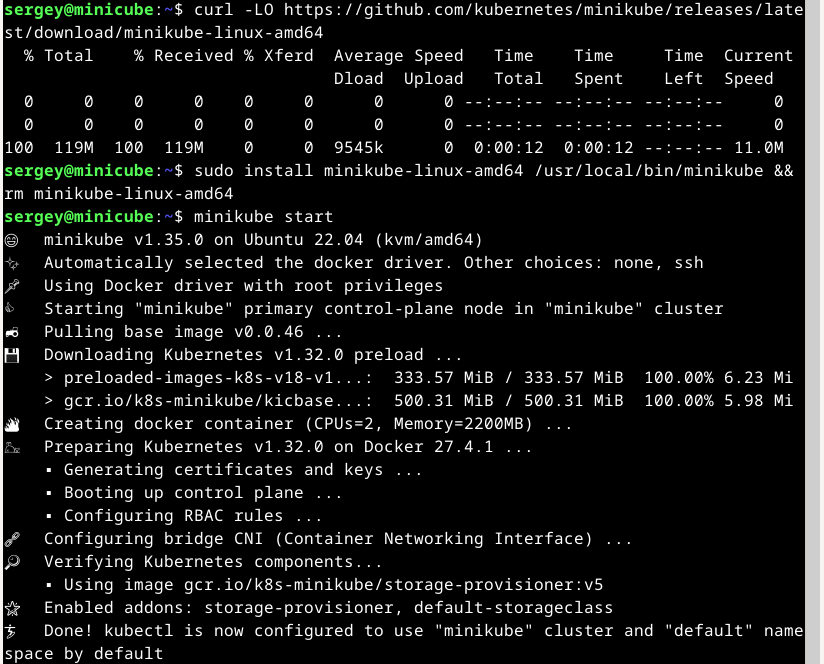 sergey@minicube:~$ curl -LO https://github.com/kubernetes/minikube/releases/late
st/download/minikube-linux-amd64
  % Total    % Received % Xferd  Average Speed   Time    Time     Time  Current
                                 Dload  Upload   Total   Spent    Left  Speed
  0     0    0     0    0     0      0      0 --:--:-- --:--:-- --:--:--     0
  0     0    0     0    0     0      0      0 --:--:-- --:--:-- --:--:--     0
100  119M  100  119M    0     0  9545k      0  0:00:12  0:00:12 --:--:-- 11.0M
sergey@minicube:~$ sudo install minikube-linux-amd64 /usr/local/bin/minikube &&
rm minikube-linux-amd64
sergey@minicube:~$ minikube start
😄  minikube v1.35.0 on Ubuntu 22.04 (kvm/amd64)
✨  Automatically selected the docker driver. Other choices: none, ssh
📌  Using Docker driver with root privileges
👍  Starting "minikube" primary control-plane node in "minikube" cluster
🚜  Pulling base image v0.0.46 ...
💾  Downloading Kubernetes v1.32.0 preload ...
    > preloaded-images-k8s-v18-v1...:  333.57 MiB / 333.57 MiB  100.00% 6.23 Mi
    > gcr.io/k8s-minikube/kicbase...:  500.31 MiB / 500.31 MiB  100.00% 5.98 Mi
🔥  Creating docker container (CPUs=2, Memory=2200MB) ...
🐳  Preparing Kubernetes v1.32.0 on Docker 27.4.1 ...
    ▪ Generating certificates and keys ...
    ▪ Booting up control plane ...
    ▪ Configuring RBAC rules ...
🔗  Configuring bridge CNI (Container Networking Interface) ...
🔎  Verifying Kubernetes components...
    ▪ Using image gcr.io/k8s-minikube/storage-provisioner:v5
🌟  Enabled addons: storage-provisioner, default-storageclass
🏄  Done! kubectl is now configured to use "minikube" cluster and "default" name
space by default